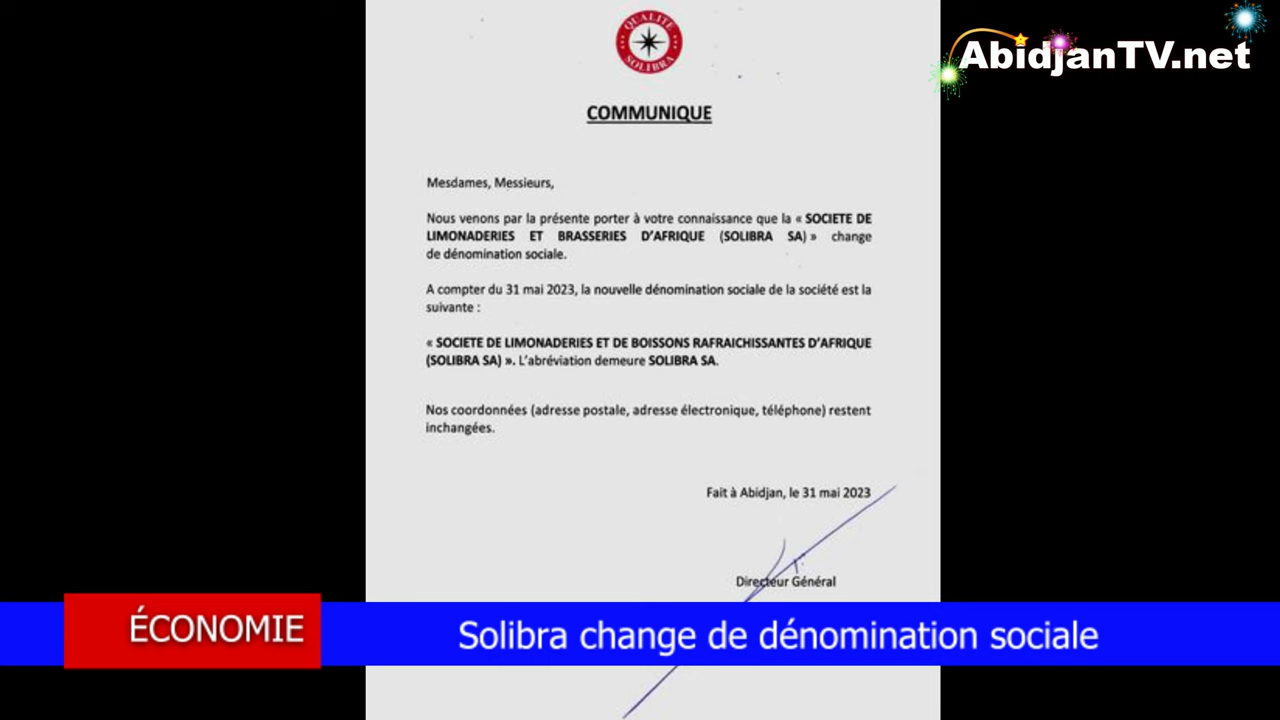 QUALITÉ
SOLIBRA
AbidjanTV.net
COMMUNIQUE
Mesdames, Messieurs,
Nous venons par la présente porter à votre connaissance que la « SOCIETE DE
LIMONADERIES ET BRASSERIES D’AFRIQUE (SOLIBRA SA) » change
de dénomination sociale.
A compter du 31 mai 2023, la nouvelle dénomination sociale de la société est la
suivante :
« SOCIETE DE LIMONADERIES ET DE BOISSONS RAFRAICHISSANTES D’AFRIQUE
(SOLIBRA SA) ». L’abréviation demeure SOLIBRA SA.
Nos coordonnées (adresse postale, adresse électronique, téléphone) restent
inchangées.
Fait à Abidjan, le 31 mai 2023
Directeur Général
ÉCONOMIE
Solibra change de dénomination sociale